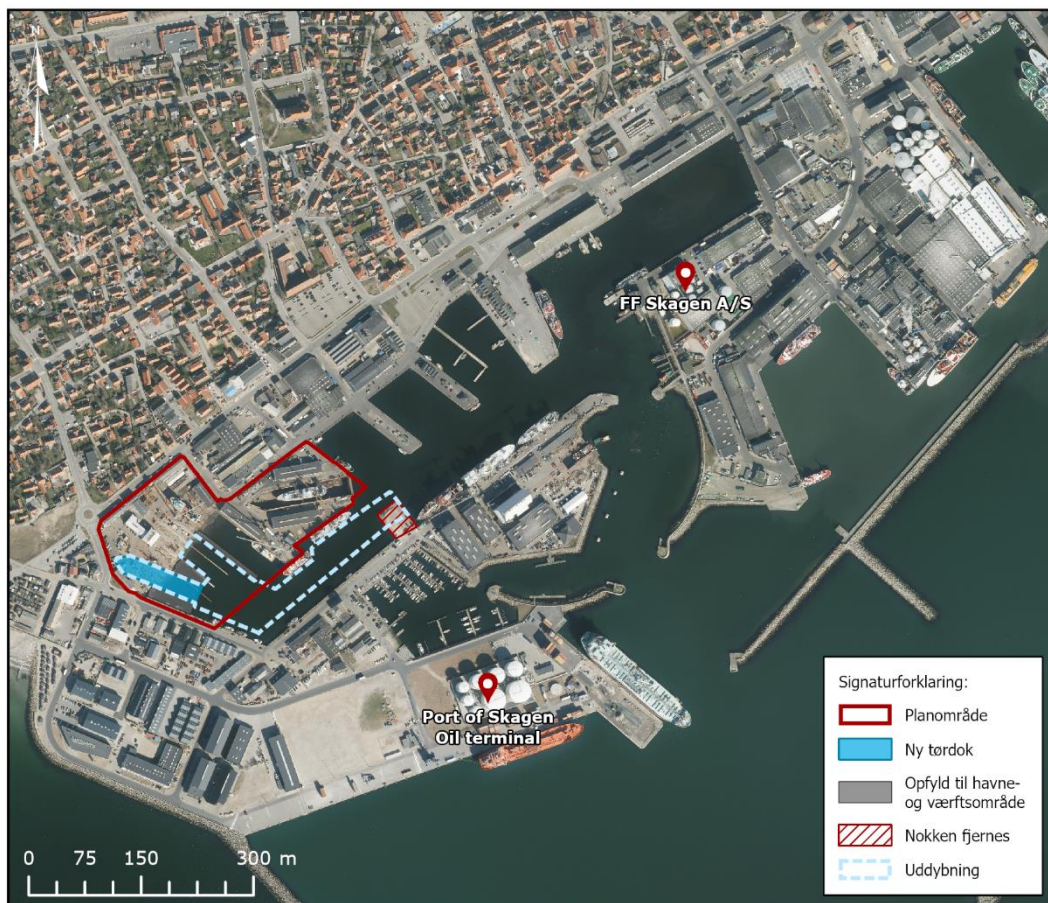 N
FF Skagen A/S
Port of Skagen
Oil terminal
Signaturforklaring:
Planområde
Ny tørdok
Opfyld til havne-
og værftsområde
Nokken fjernes
Uddybning
0 75 150 300 m